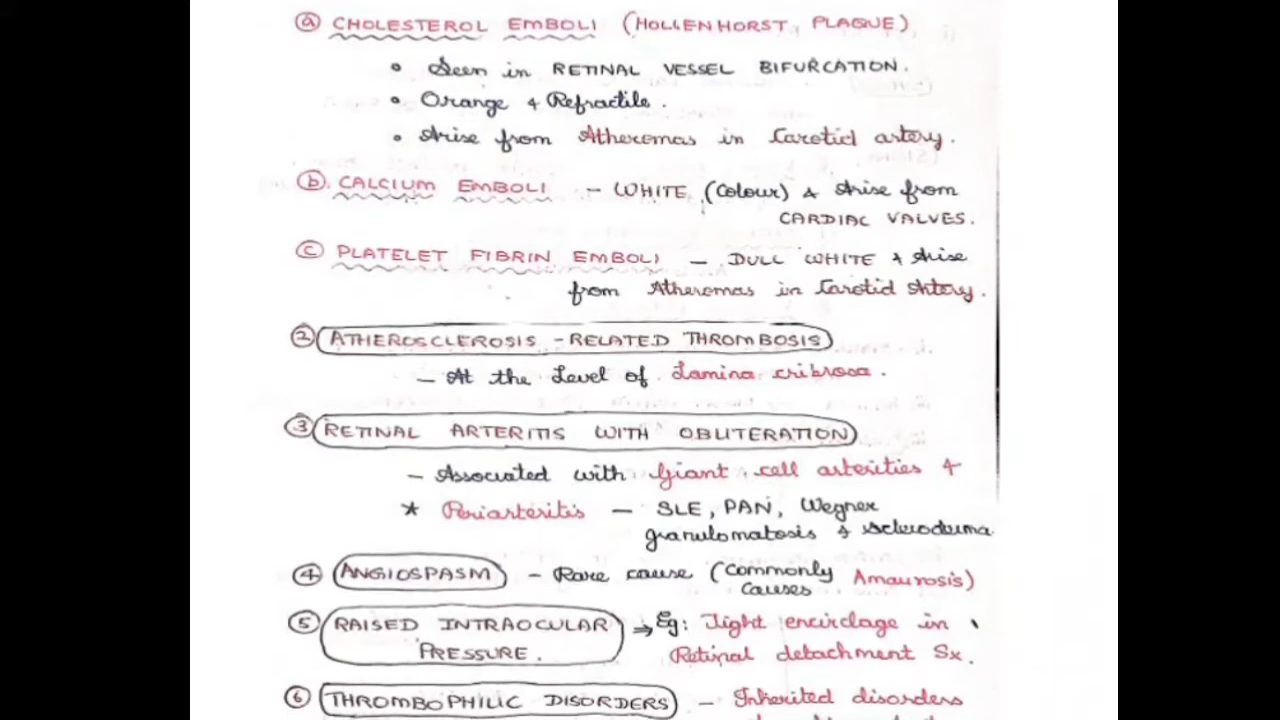 ⓐ CHOLESTEROL EMBOLI (HOLLENHORST PLAQUE)
• Seen in RETINAL VESSEL BIFURCATION.
• Orange & Refractile.
• Arise from Atheromas in Carotid artery.
ⓑ CALCIUM EMBOLI – WHITE (Colour) & Arise from
CARDIAC VALVES.
ⓒ PLATELET FIBRIN EMBOLI – DULL WHITE & Arise
from Atheromas in Carotid Artery.
② ATHEROSCLEROSIS - RELATED THROMBOSIS
– At the Level of Lamina cribrosa.
③ RETINAL ARTERITIS WITH OBLITERATION
– Associated with Giant cell arterities &
* Periarteritis – SLE, PAN, Wegner
granulomatosis & scleroderma
④ ANGIOSPASM – Rare cause (commonly Amaurosis)
causes
⑤ RAISED INTRAOCULAR → Eg: Tight encirclage in
PRESSURE. Retinal detachment Sx.
⑥ THROMBOPHILIC DISORDERS – Inherited disorders